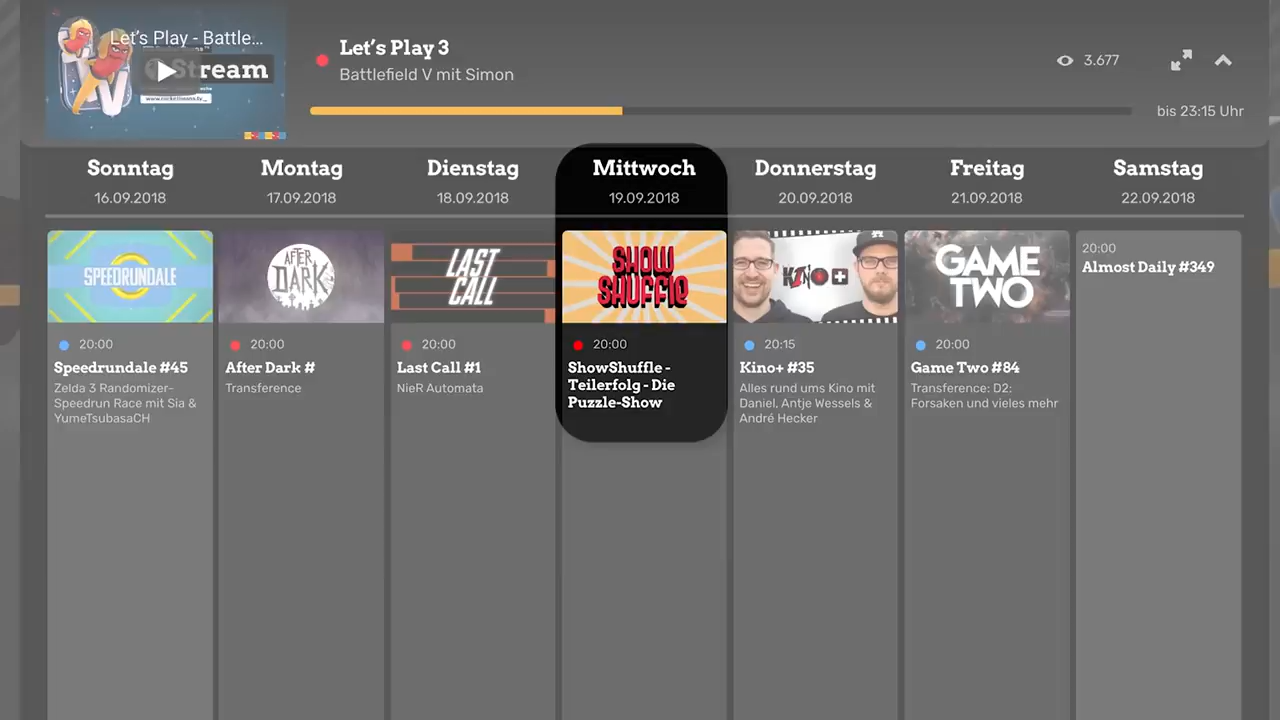 Let's Play - Battle...
Stream
Let's Play 3
Battlefield V mit Simon
3.677
bis 23:15 Uhr
Sonntag
16.09.2018
Montag
17.09.2018
Dienstag
18.09.2018
Mittwoch
19.09.2018
Donnerstag
20.09.2018
Freitag
21.09.2018
Samstag
22.09.2018
SPEEDRUNDALE
20:00
Speedrundale #45
Zelda 3 Randomizer-
Speedrun Race mit Sia &
YumeTsubasaCH
AFTER
DARK
20:00
After Dark #
Transference
LAST
CALL
20:00
Last Call #1
NieR Automata
SHOW
SHUFFLE
20:00
ShowShuffle -
Teilerfolg - Die
Puzzle-Show
KINO+
20:15
Kino+ #35
Alles rund ums Kino mit
Daniel, Antje Wessels &
André Hecker
GAME
TWO
20:00
Game Two #84
Transference: D2:
Forsaken und vieles mehr
20:00
Almost Daily #349